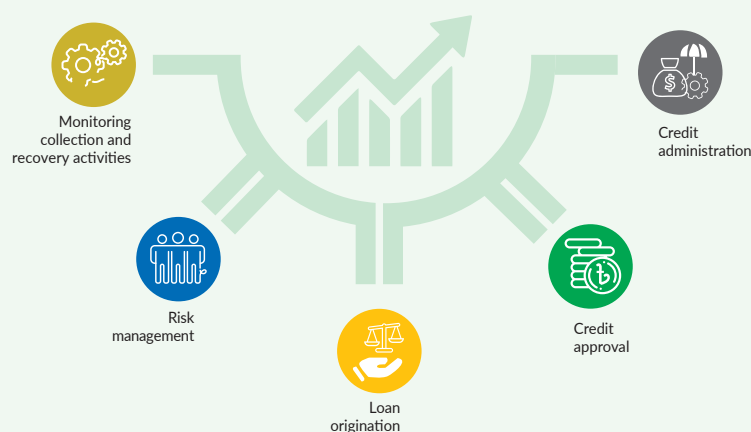 Monitoring
collection and
recovery activities
Credit
administration
Risk
management
Credit
approval
Loan
origination
$
৳